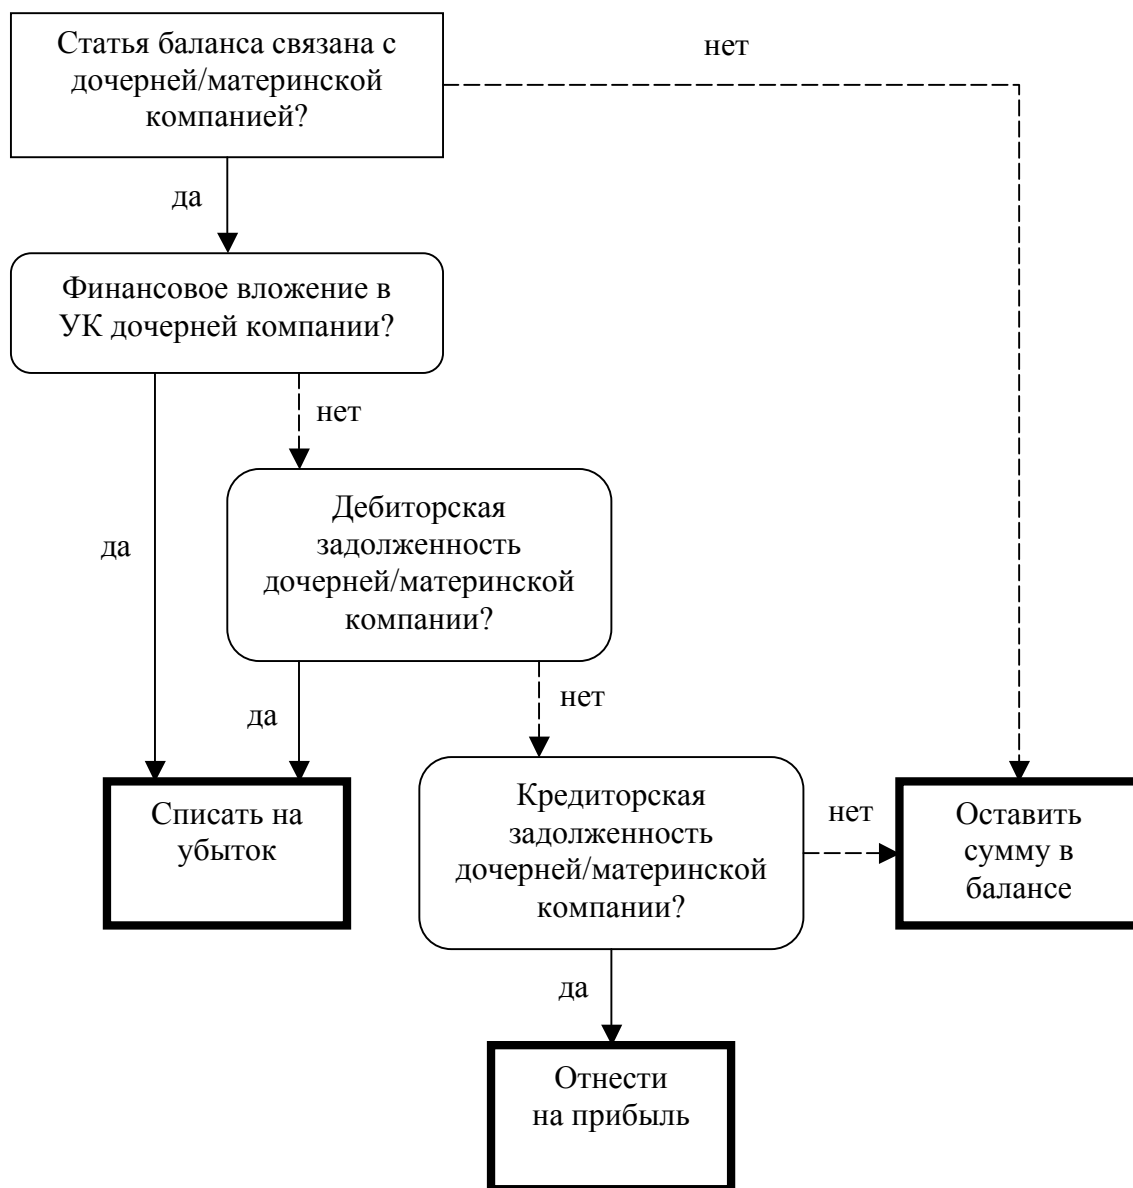 Статья баланса связана с
дочерней/материнской
компанией?
нет
да
Финансовое вложение в
УК дочерней компании?
нет
да
Дебиторская
задолженность
дочерней/материнской
компании?
да
нет
Кредиторская
задолженность
дочерней/материнской
компании?
нет
Списать на
убыток
Оставить
сумму в
балансе
да
Отнести
на прибыль